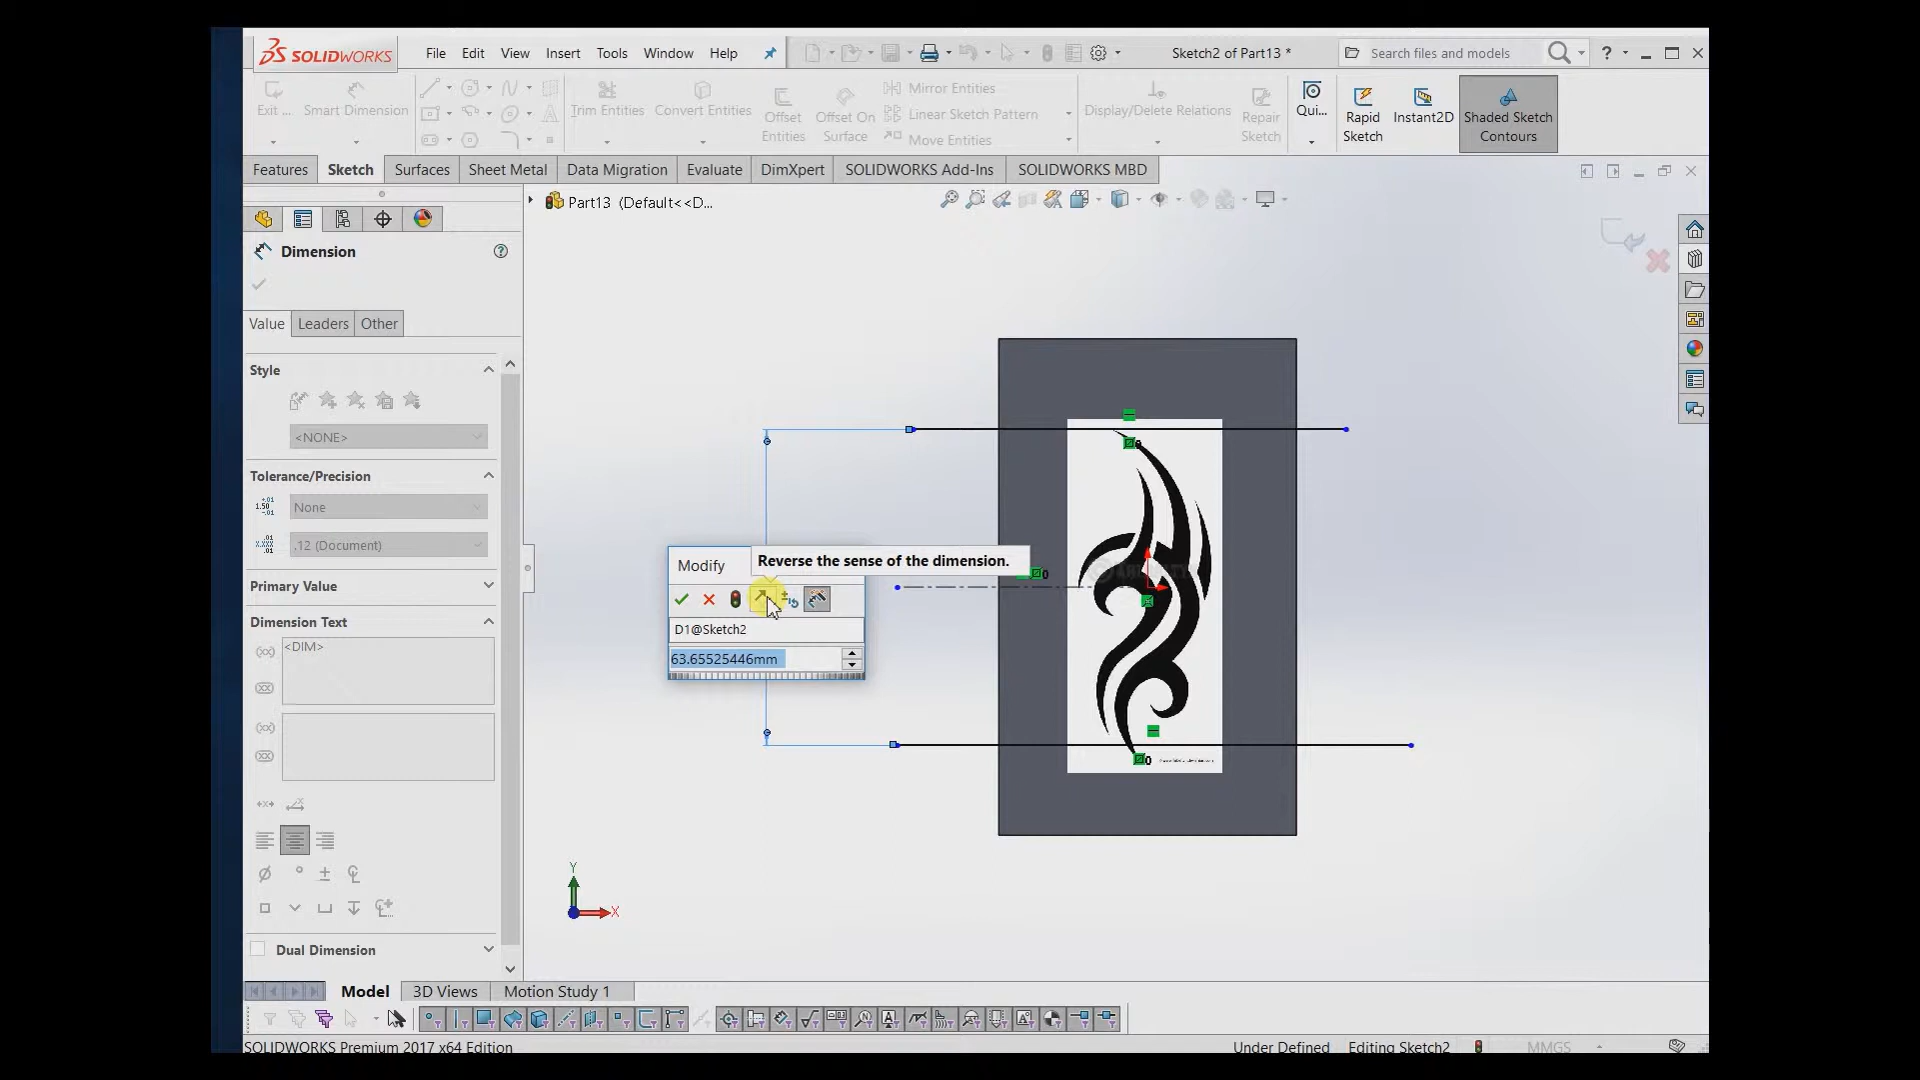 SOLIDWORKS File Edit View Insert Tools Window Help Sketch2 of Part13 * Search files and models ?
Exit ... Smart Dimension Trim Entities Convert Entities Offset Entities Offset On Surface Mirror Entities Linear Sketch Pattern Move Entities Display/Delete Relations Repair Sketch Qui... Rapid Sketch Instant2D Shaded Sketch Contours
Features Sketch Surfaces Sheet Metal Data Migration Evaluate DimXpert SOLIDWORKS Add-Ins SOLIDWORKS MBD
Part13 (Default<<D...
Dimension
Value Leaders Other
Style
<NONE>
Tolerance/Precision
None
.12 (Document)
Primary Value
Dimension Text
<DIM>
Dual Dimension
Modify
Reverse the sense of the dimension.
D1@Sketch2
63.65525446mm
0
0
0
Y
X
Model 3D Views Motion Study 1
SOLIDWORKS Premium 2017 x64 Edition Under Defined Editing Sketch2 MMGS